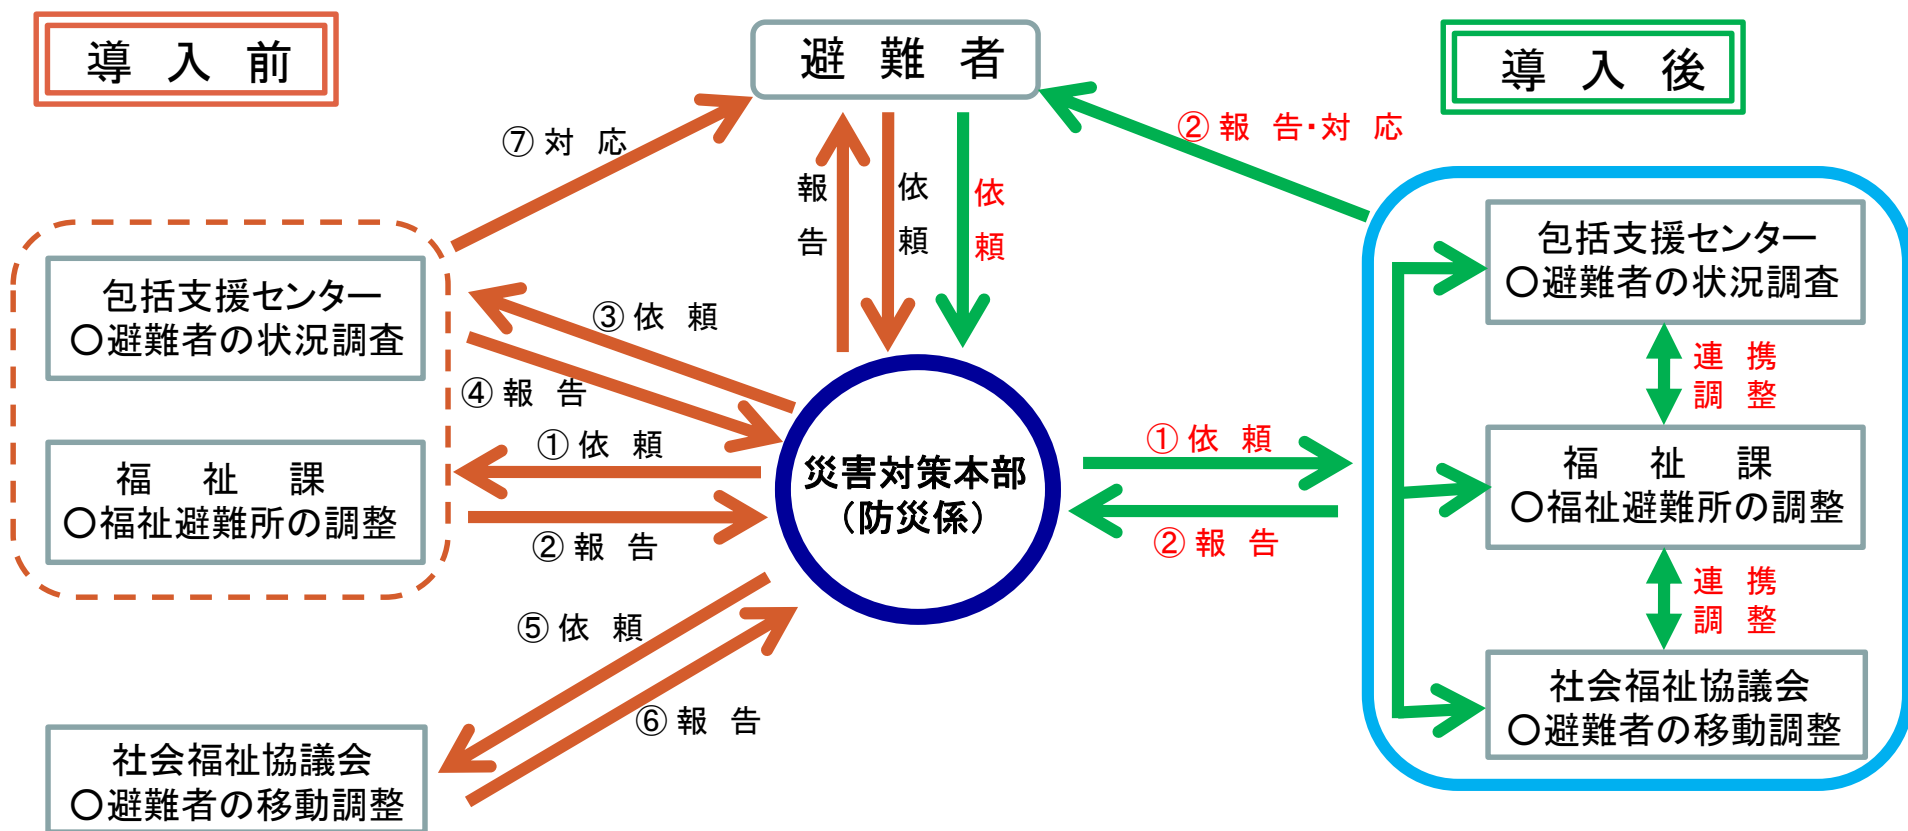 導入前
避難者
導入後
⑦対応
②報告・対応
報告
依頼
依頼
包括支援センター
○避難者の状況調査
③依頼
④報告
①依頼
福祉課
○福祉避難所の調整
②報告
災害対策本部
(防災係)
①依頼
②報告
⑤依頼
⑥報告
社会福祉協議会
○避難者の移動調整
包括支援センター
○避難者の状況調査
連携
調整
福祉課
○福祉避難所の調整
連携
調整
社会福祉協議会
○避難者の移動調整